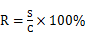 R = s/c × 100%